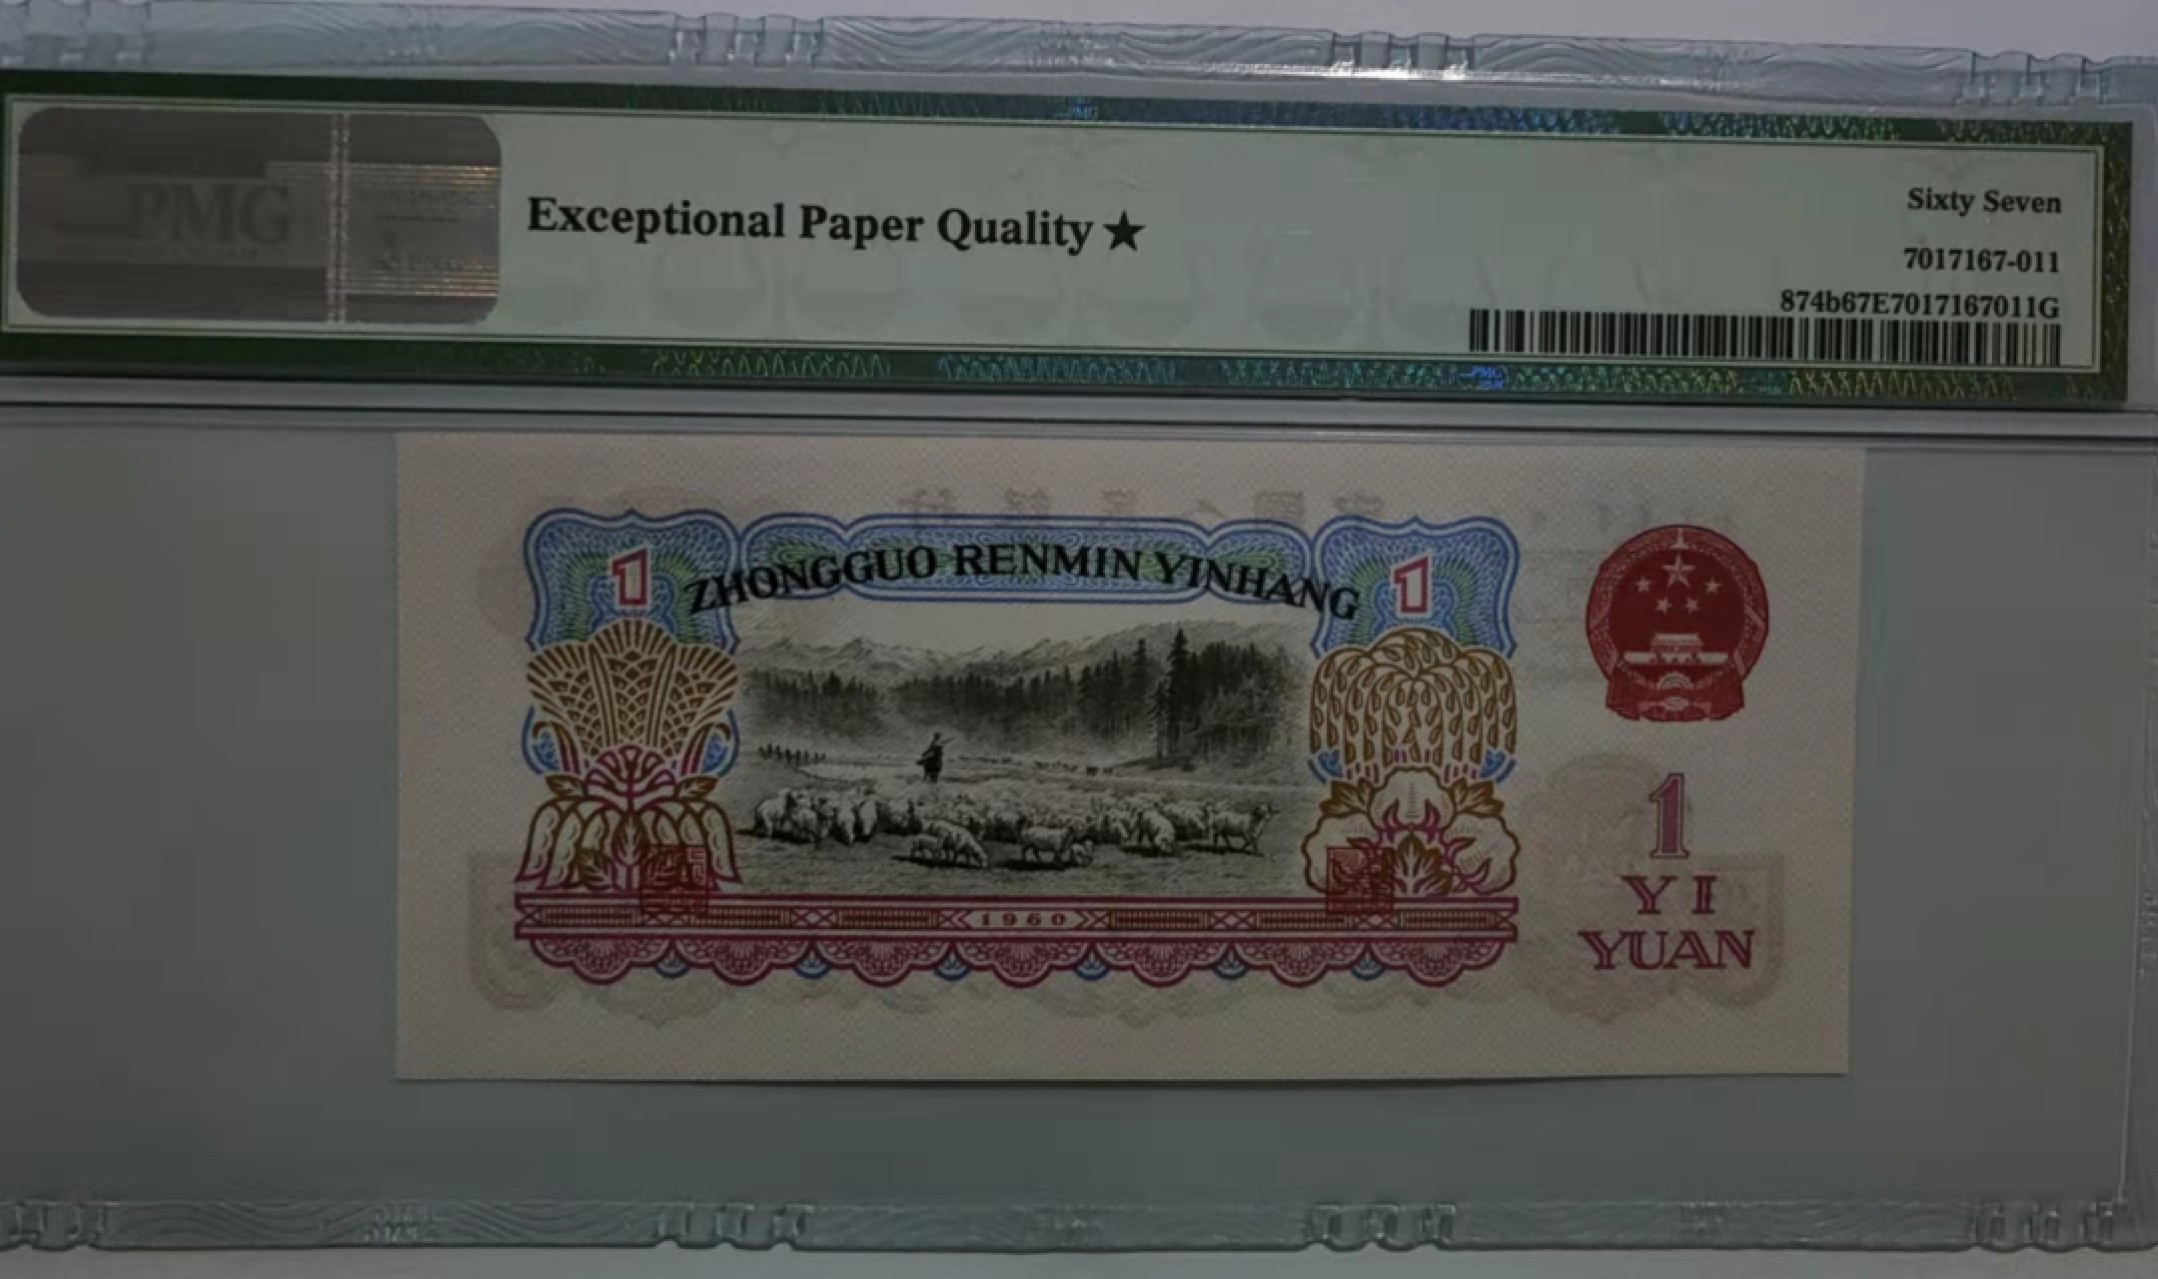 PMG
Exceptional Paper Quality ★
Sixty Seven
7017167-011
874b67E7017167011G
1
ZHONGGUO RENMIN YINHANG
1
1960
1
YI
YUAN